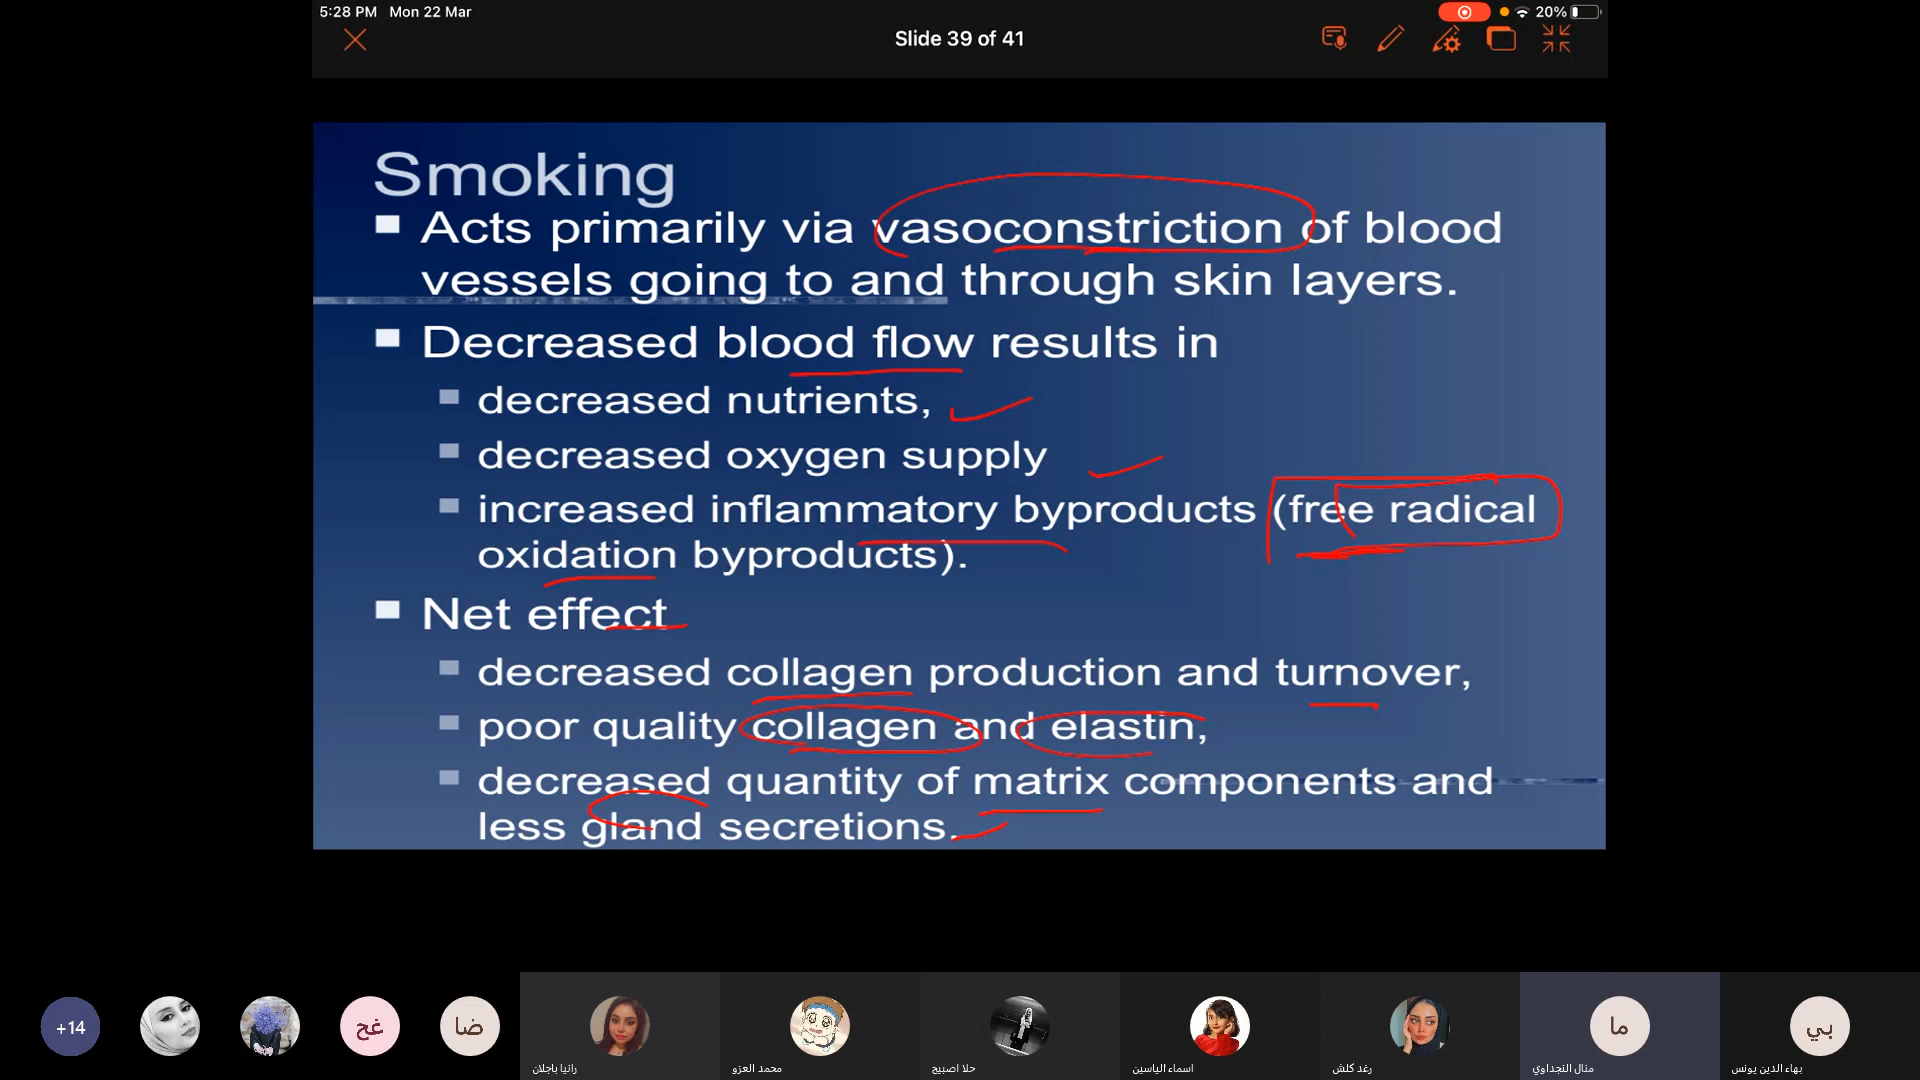 5:28 PM Mon 22 Mar
20%
Slide 39 of 41
Smoking
Acts primarily via vasoconstriction of blood
vessels going to and through skin layers.
Decreased blood flow results in
decreased nutrients,
decreased oxygen supply
increased inflammatory byproducts (free radical
oxidation byproducts).
Net effect
decreased collagen production and turnover,
poor quality collagen and elastin,
decreased quantity of matrix components and
less gland secretions.
+14
غح
ضا
ما
بي
رانيا باجلان
محمد العزو
حلا اصبيح
اسماء الياسين
رغد كلش
منال النجداوي
بهاء الدين يونس